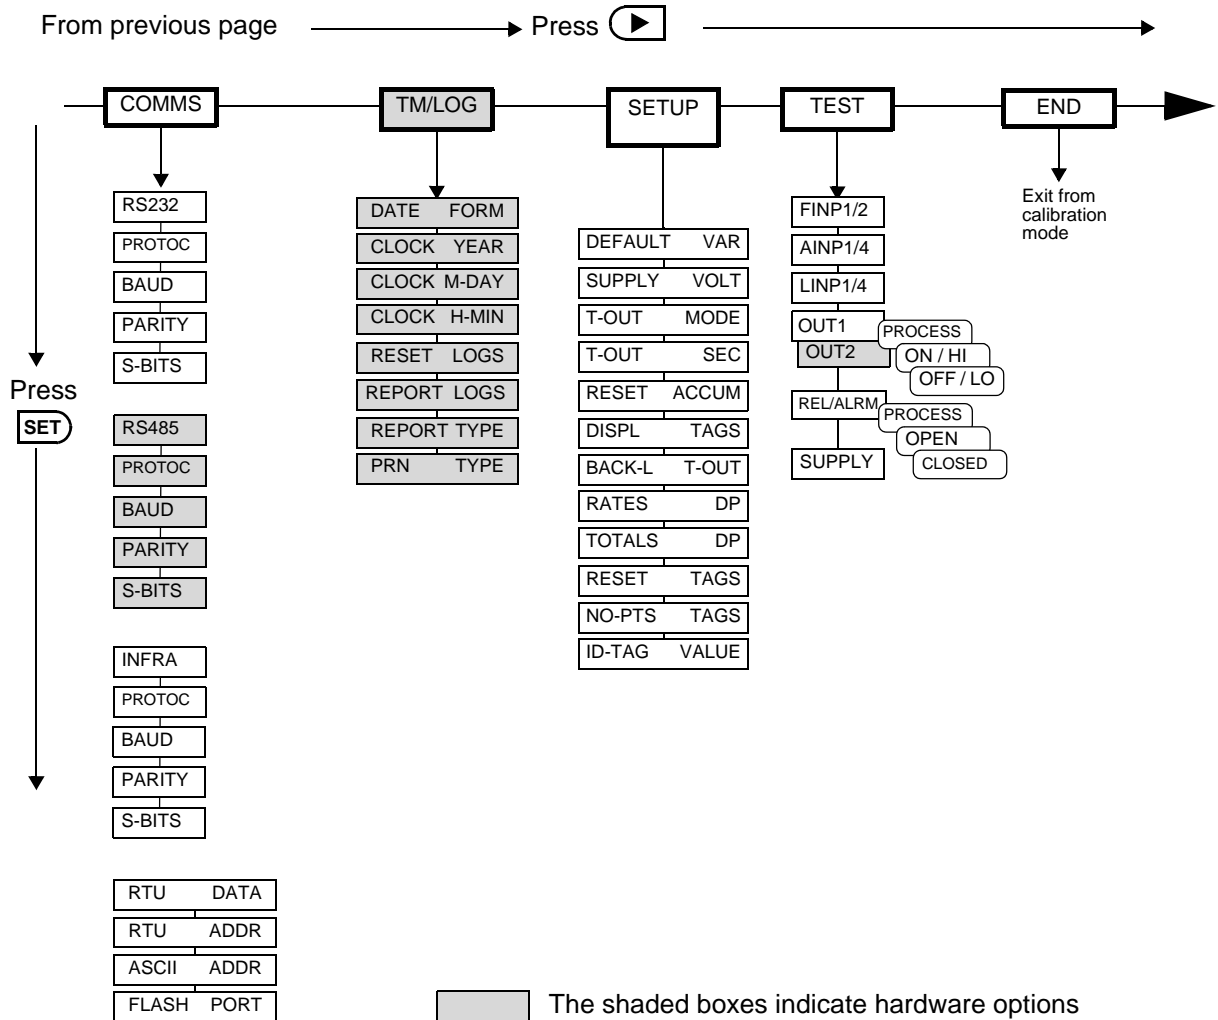 From previous page
Press
COMMS
TM/LOG
SETUP
TEST
END
Press
SET
RS232
PROTOC
BAUD
PARITY
S-BITS
RS485
PROTOC
BAUD
PARITY
S-BITS
INFRA
PROTOC
BAUD
PARITY
S-BITS
RTU DATA
RTU ADDR
ASCII ADDR
FLASH PORT
DATE FORM
CLOCK YEAR
CLOCK M-DAY
CLOCK H-MIN
RESET LOGS
REPORT LOGS
REPORT TYPE
PRN TYPE
DEFAULT VAR
SUPPLY VOLT
T-OUT MODE
T-OUT SEC
RESET ACCUM
DISPL TAGS
BACK-L T-OUT
RATES DP
TOTALS DP
RESET TAGS
NO-PTS TAGS
ID-TAG VALUE
FINP1/2
AINP1/4
LINP1/4
OUT1
OUT2
PROCESS
ON / HI
OFF / LO
REL/ALRM
PROCESS
OPEN
CLOSED
SUPPLY
Exit from
calibration
mode
The shaded boxes indicate hardware options